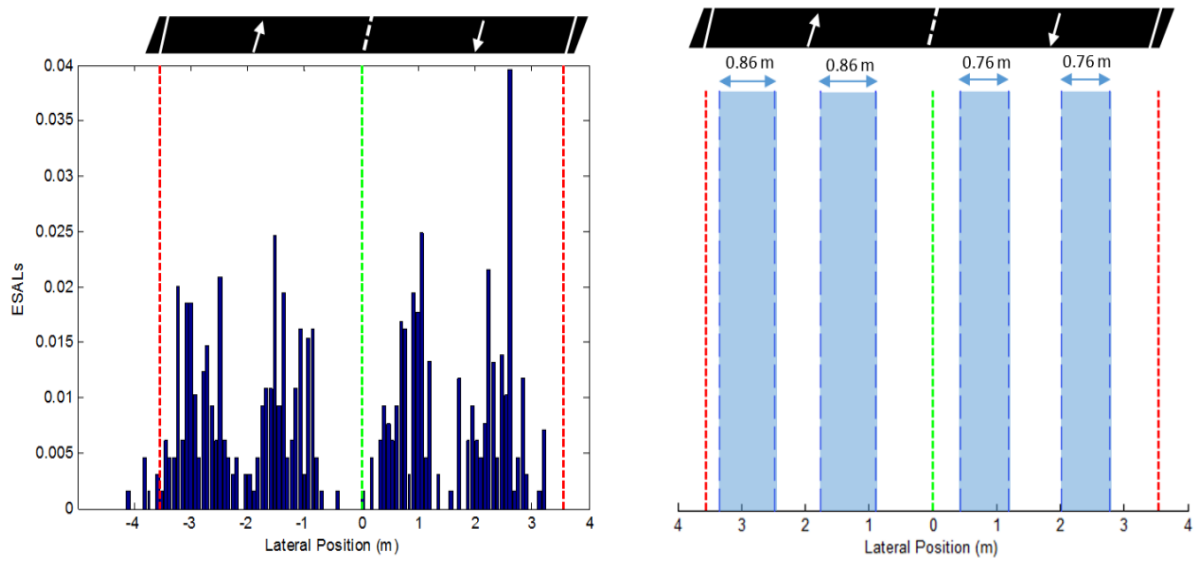 0.04
0.035
0.03
0.025
0.02
0.015
0.01
0.005
0
ESALs
-4 -3 -2 -1 0 1 2 3 4
Lateral Position (m)
0.86 m 0.86 m 0.76 m 0.76 m
4 3 2 1 0 1 2 3 4
Lateral Position (m)